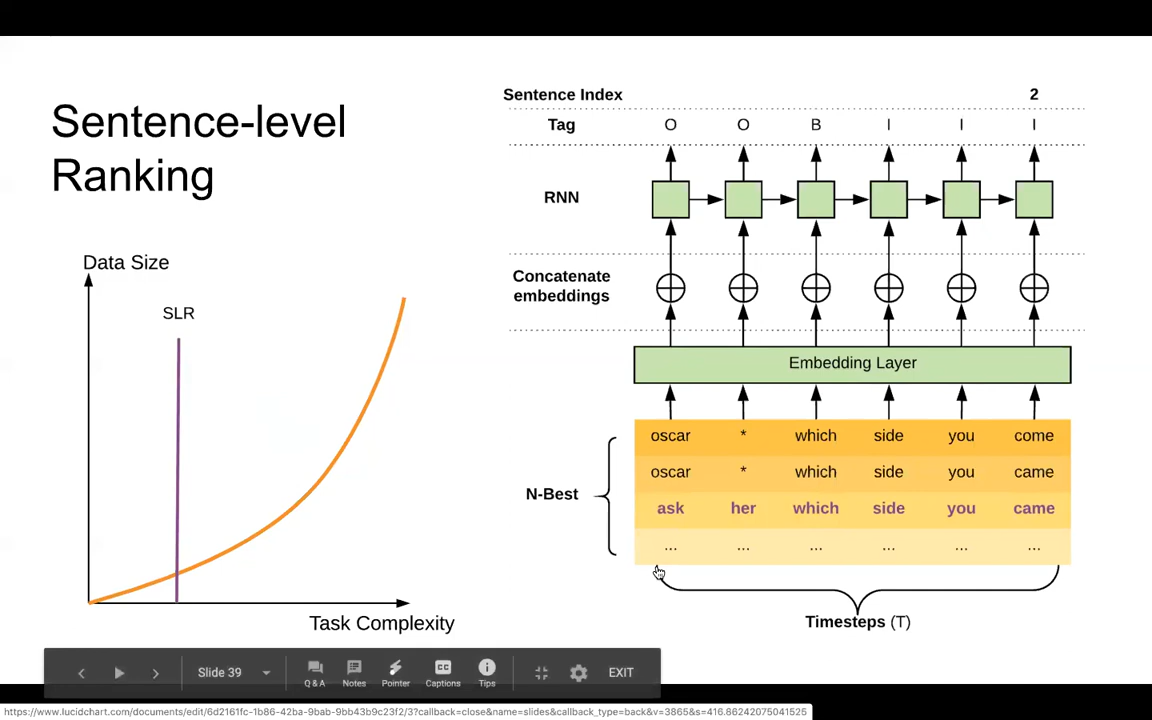 Sentence-level
Ranking
Data Size
SLR
Task Complexity
Sentence Index 2
Tag O O B I I I
RNN
Concatenate
embeddings
Embedding Layer
N-Best
oscar * which side you come
oscar * which side you came
ask her which side you came
... ... ... ... ... ...
Timesteps (T)
Slide 39
Q & A Notes Pointer Captions Tips
CC
EXIT
https://www.lucidchart.com/documents/edit/6d2161fc-1b86-42ba-9bab-9bb43b9c23f2/3?callback=close&name=slides&callback_type=back&v=3865&s=416.86242075041525